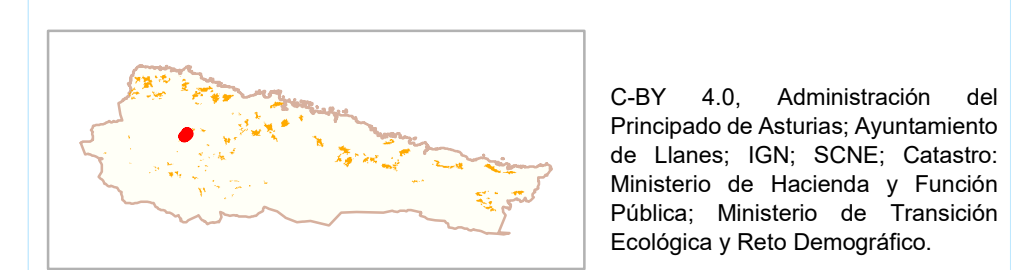 C-BY 4.0, Administración del
Principado de Asturias; Ayuntamiento
de Llanes; IGN; SCNE; Catastro:
Ministerio de Hacienda y Función
Pública; Ministerio de Transición
Ecológica y Reto Demográfico.